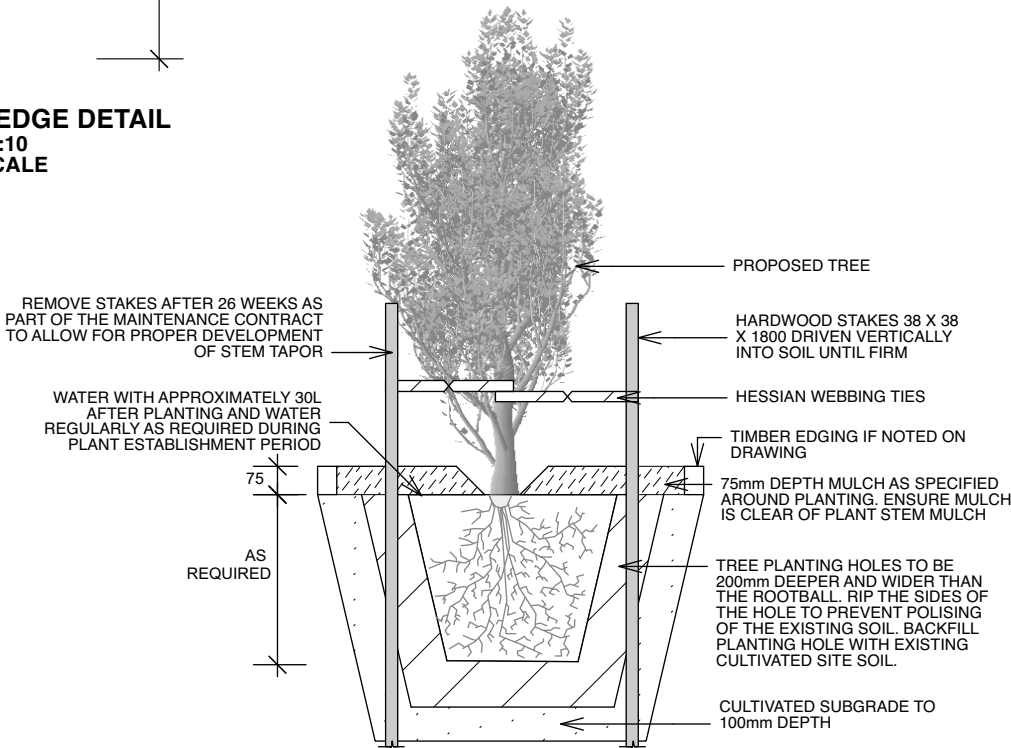 EDGE DETAIL
:10
CALE
PROPOSED TREE
REMOVE STAKES AFTER 26 WEEKS AS
PART OF THE MAINTENANCE CONTRACT
TO ALLOW FOR PROPER DEVELOPMENT
OF STEM TAPOR
HARDWOOD STAKES 38 X 38
X 1800 DRIVEN VERTICALLY
INTO SOIL UNTIL FIRM
WATER WITH APPROXIMATELY 30L
AFTER PLANTING AND WATER
REGULARLY AS REQUIRED DURING
PLANT ESTABLISHMENT PERIOD
HESSIAN WEBBING TIES
TIMBER EDGING IF NOTED ON
DRAWING
75
75mm DEPTH MULCH AS SPECIFIED
AROUND PLANTING. ENSURE MULCH
IS CLEAR OF PLANT STEM MULCH
AS
REQUIRED
TREE PLANTING HOLES TO BE
200mm DEEPER AND WIDER THAN
THE ROOTBALL. RIP THE SIDES OF
THE HOLE TO PREVENT POLISING
OF THE EXISTING SOIL. BACKFILL
PLANTING HOLE WITH EXISTING
CULTIVATED SITE SOIL.
CULTIVATED SUBGRADE TO
100mm DEPTH